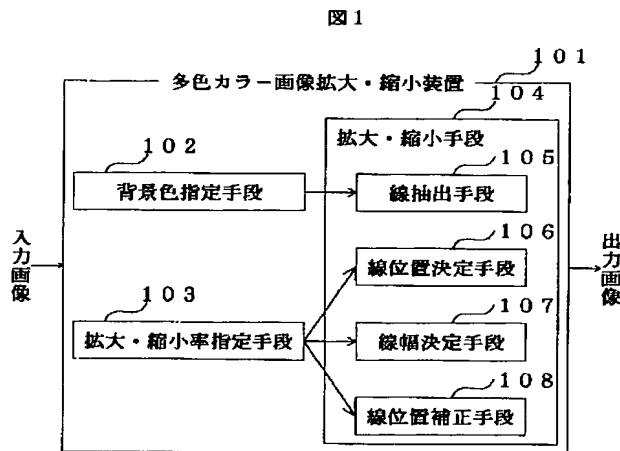 図1
101
多色カラー画像拡大・縮小装置
104
拡大・縮小手段
102
背景色指定手段
105
線抽出手段
106
線位置決定手段
入力画像
出力画像
103
拡大・縮小率指定手段
107
線幅決定手段
108
線位置補正手段